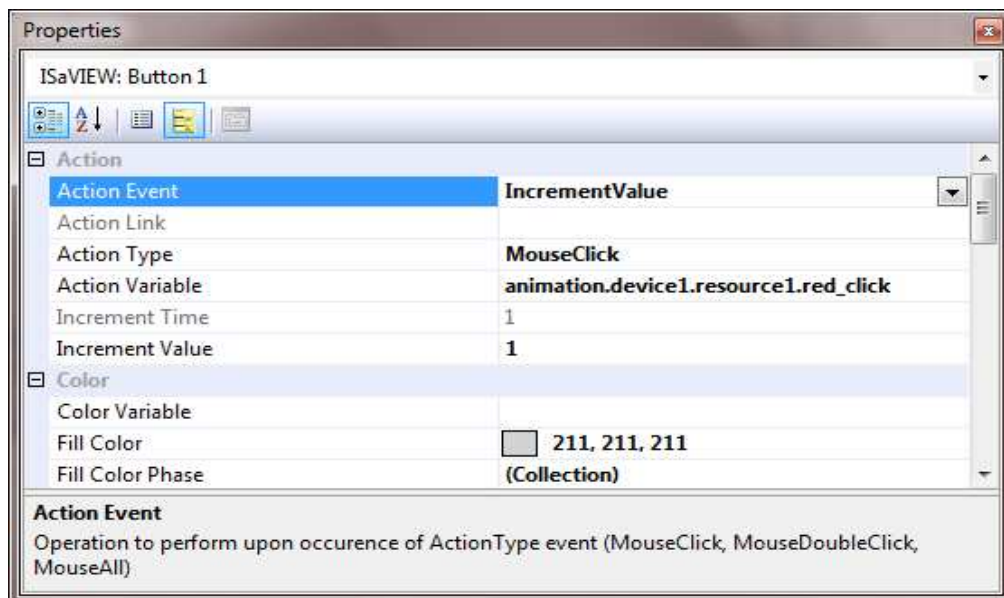 Properties
ISaVIEW: Button 1
Action
Action Event IncrementValue
Action Link
Action Type MouseClick
Action Variable animation.device1.resource1.red_click
Increment Time 1
Increment Value 1
Color
Color Variable
Fill Color 211, 211, 211
Fill Color Phase (Collection)
Action Event
Operation to perform upon occurence of ActionType event (MouseClick, MouseDoubleClick,
MouseAll)